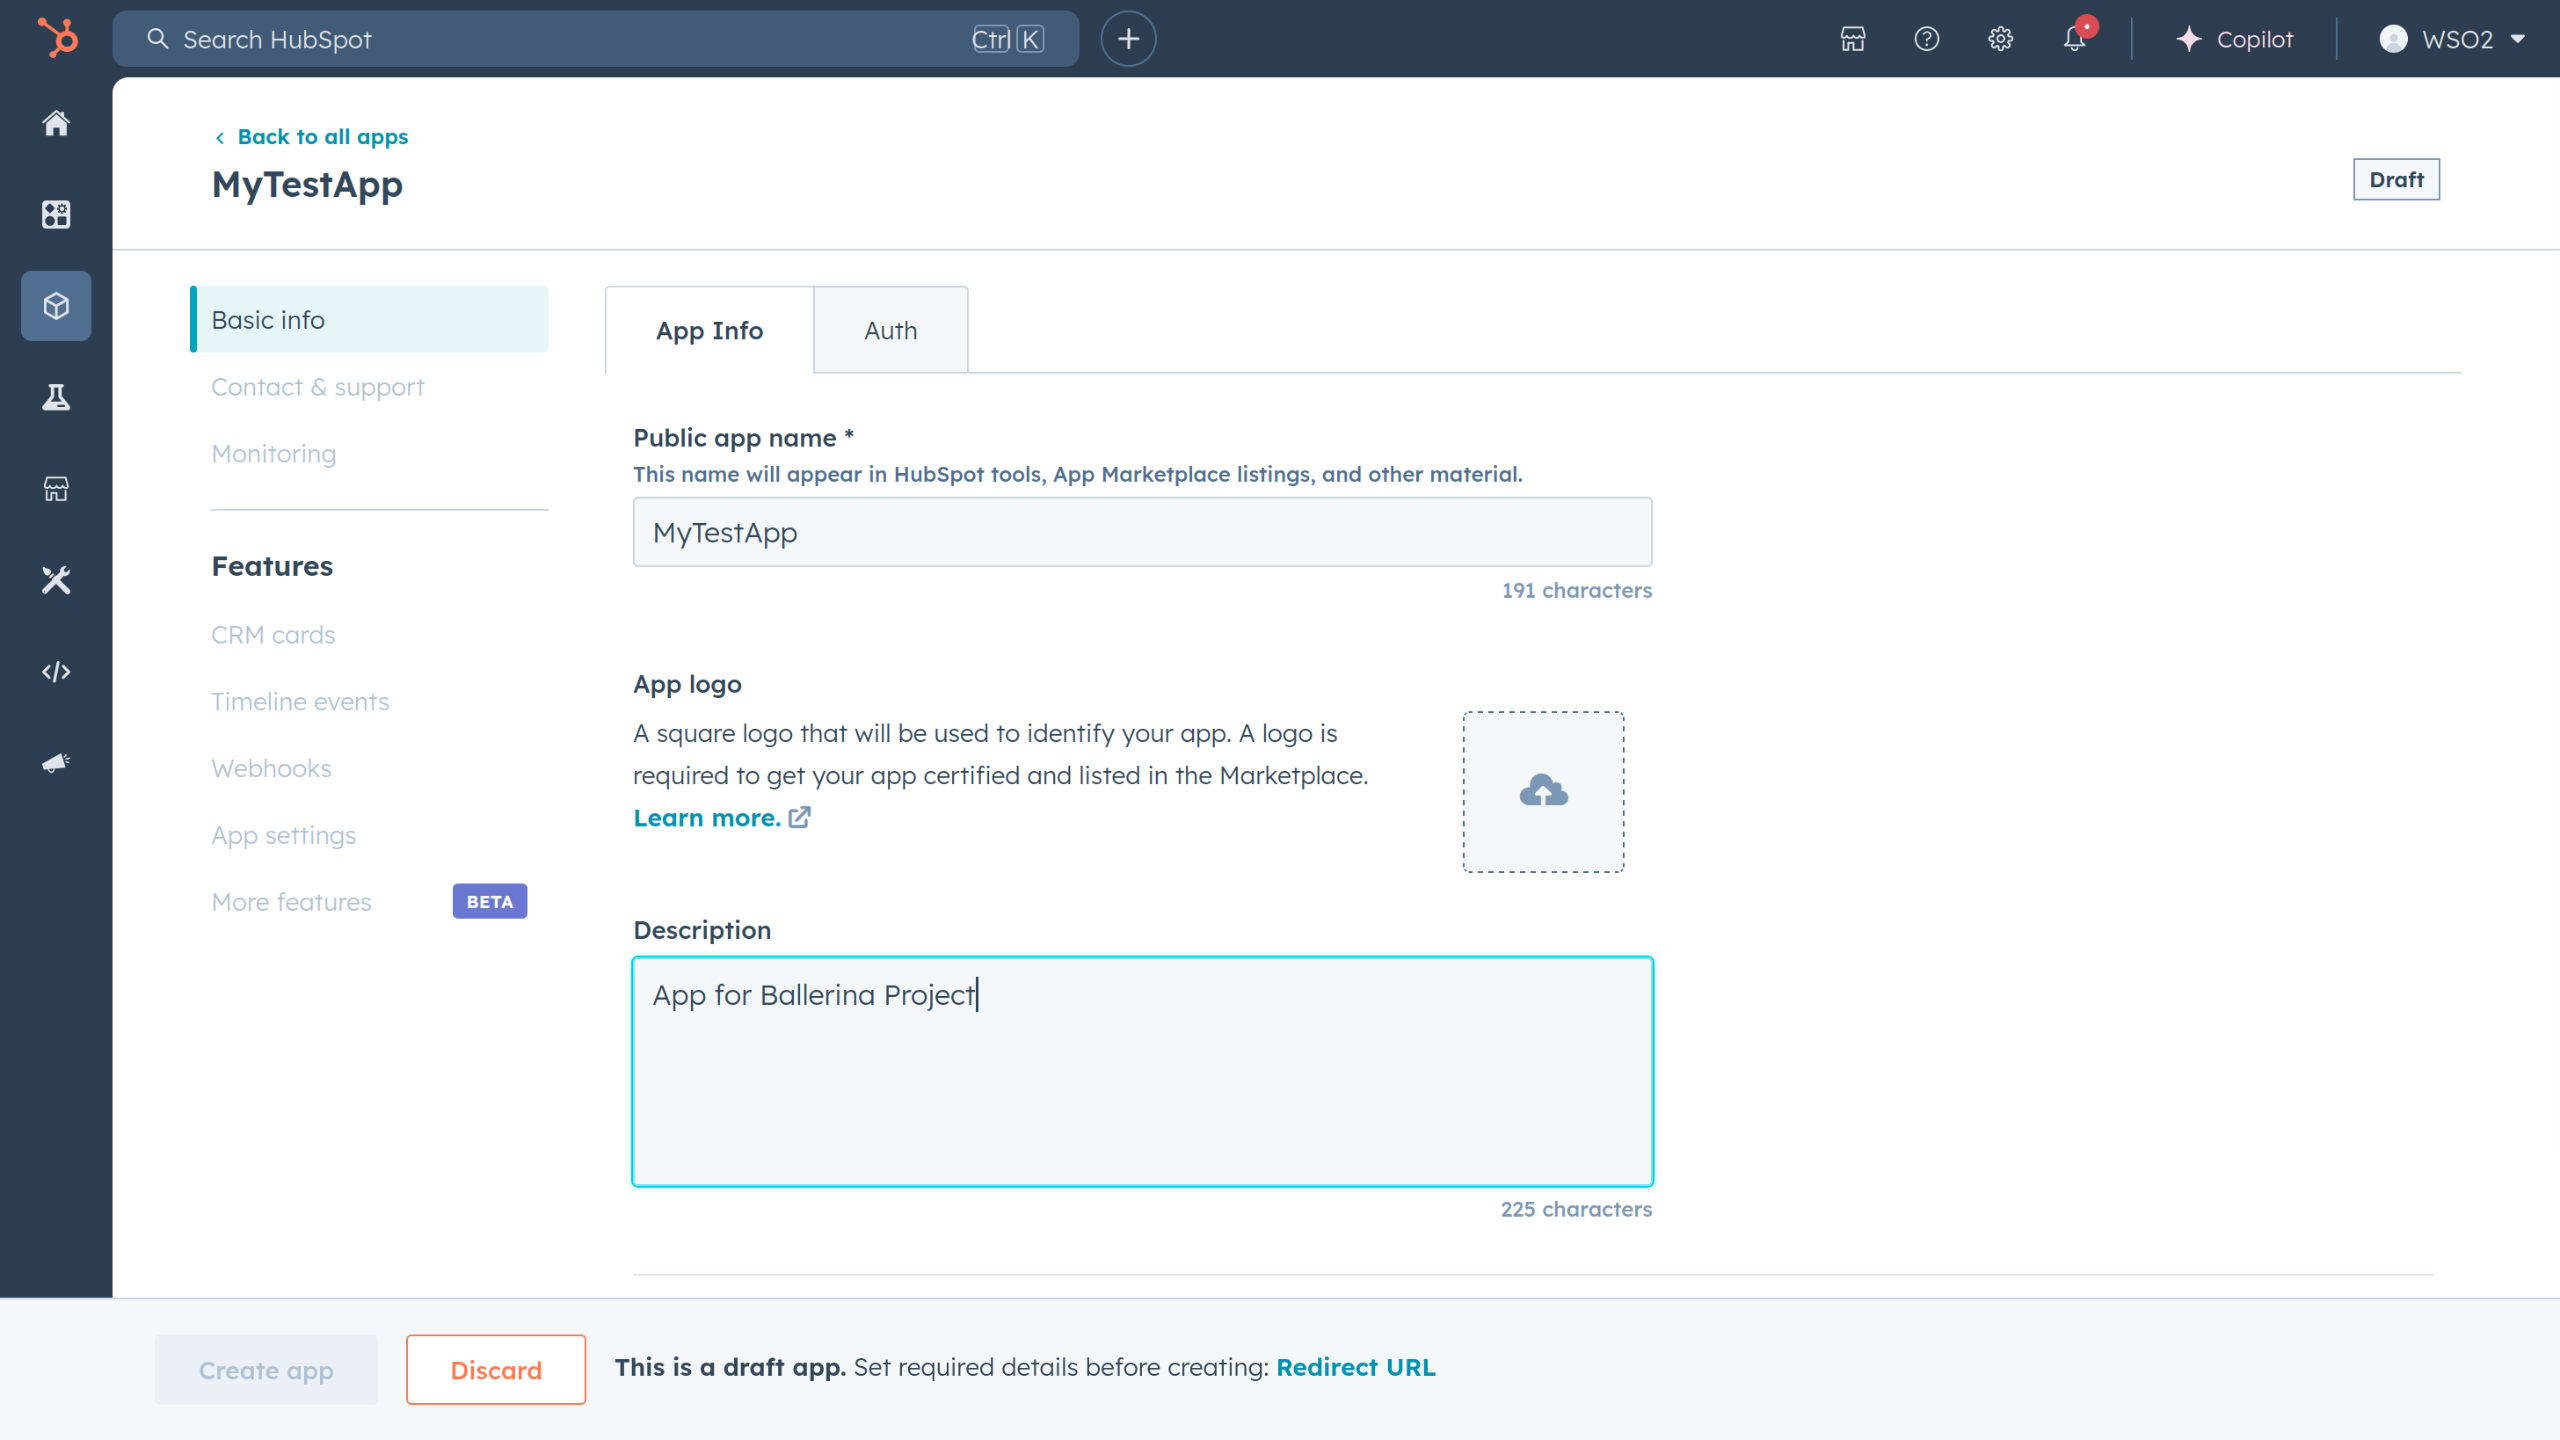 Search HubSpot
Ctrl K
Copilot
WSO2
Back to all apps
MyTestApp
Draft
Basic info
Contact & support
Monitoring
Features
CRM cards
Timeline events
Webhooks
App settings
More features
BETA
App Info
Auth
Public app name *
This name will appear in HubSpot tools, App Marketplace listings, and other material.
MyTestApp
191 characters
App logo
A square logo that will be used to identify your app. A logo is
required to get your app certified and listed in the Marketplace.
Learn more.
Description
App for Ballerina Project
225 characters
Create app
Discard
This is a draft app. Set required details before creating: Redirect URL